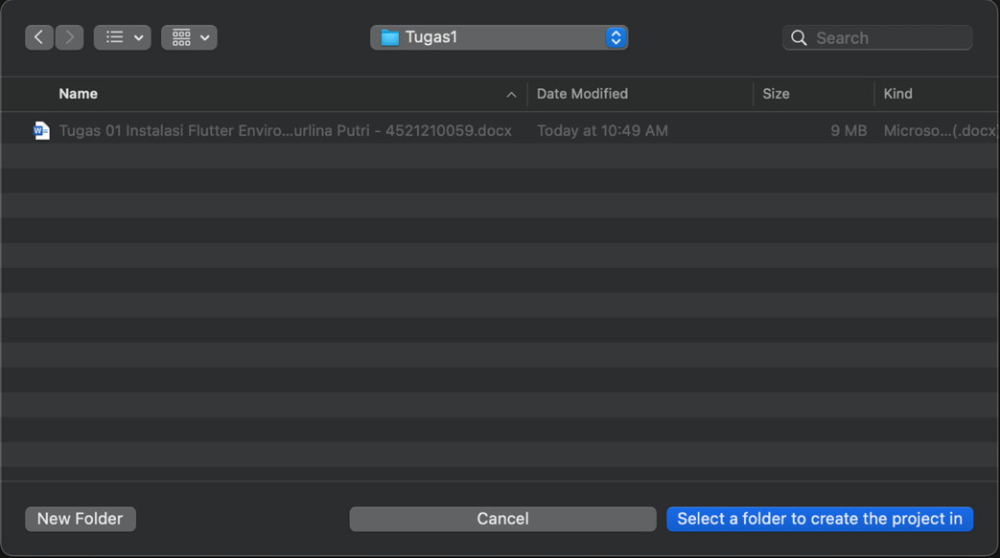 Tugas1
Search
Name Date Modified Size Kind
Tugas 01 Instalasi Flutter Enviro...urlina Putri - 4521210059.docx Today at 10:49 AM 9 MB Microso...(.docx)
New Folder Cancel Select a folder to create the project in